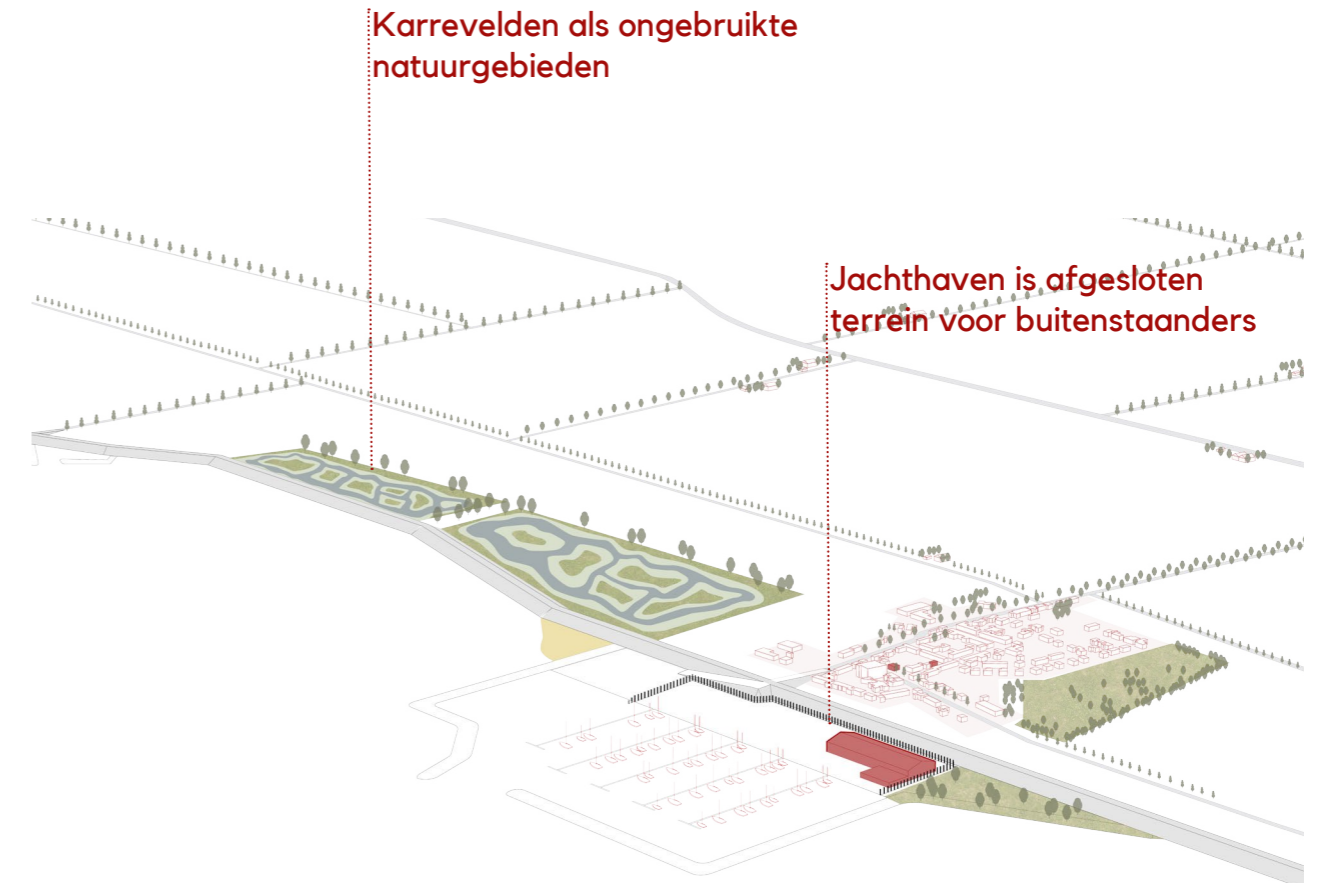 Karrevelden als ongebruikte
natuurgebieden
Jachthaven is afgesloten
terrein voor buitenstaanders